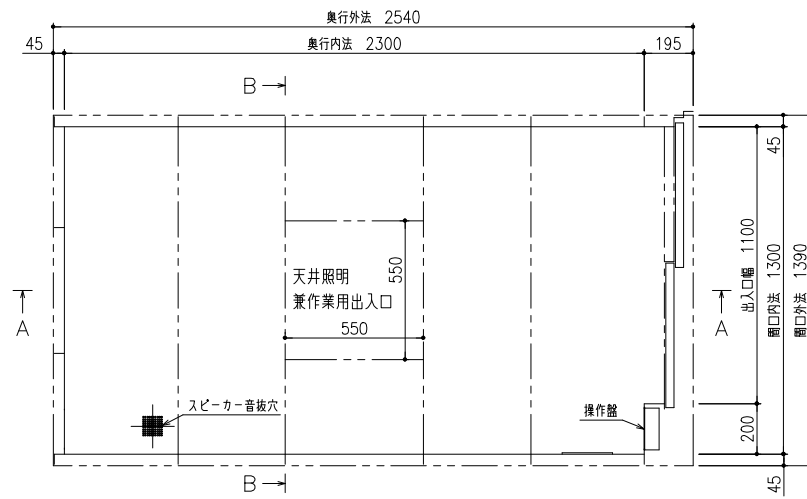 奥行外法 2540
45
奥行内法 2300
195
B
45
天井照明
兼作業用出入口
550
550
出入口幅 1100
間口内法 1300
間口外法 1390
A
A
スピーカー音抜穴
操作盤
200
B
45